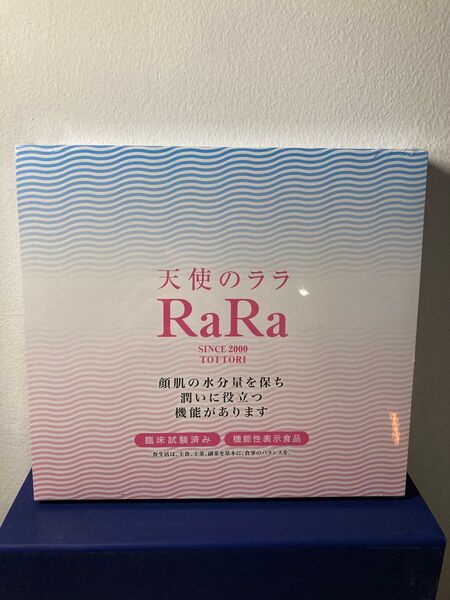 天使のララ
RaRa
SINCE 2000
TOTTORI
顔肌の水分量を保ち
潤いに役立つ
機能があります
臨床試験済み 機能性表示食品
食生活は、主食、主菜、副菜を基本に、食事のバランスを。